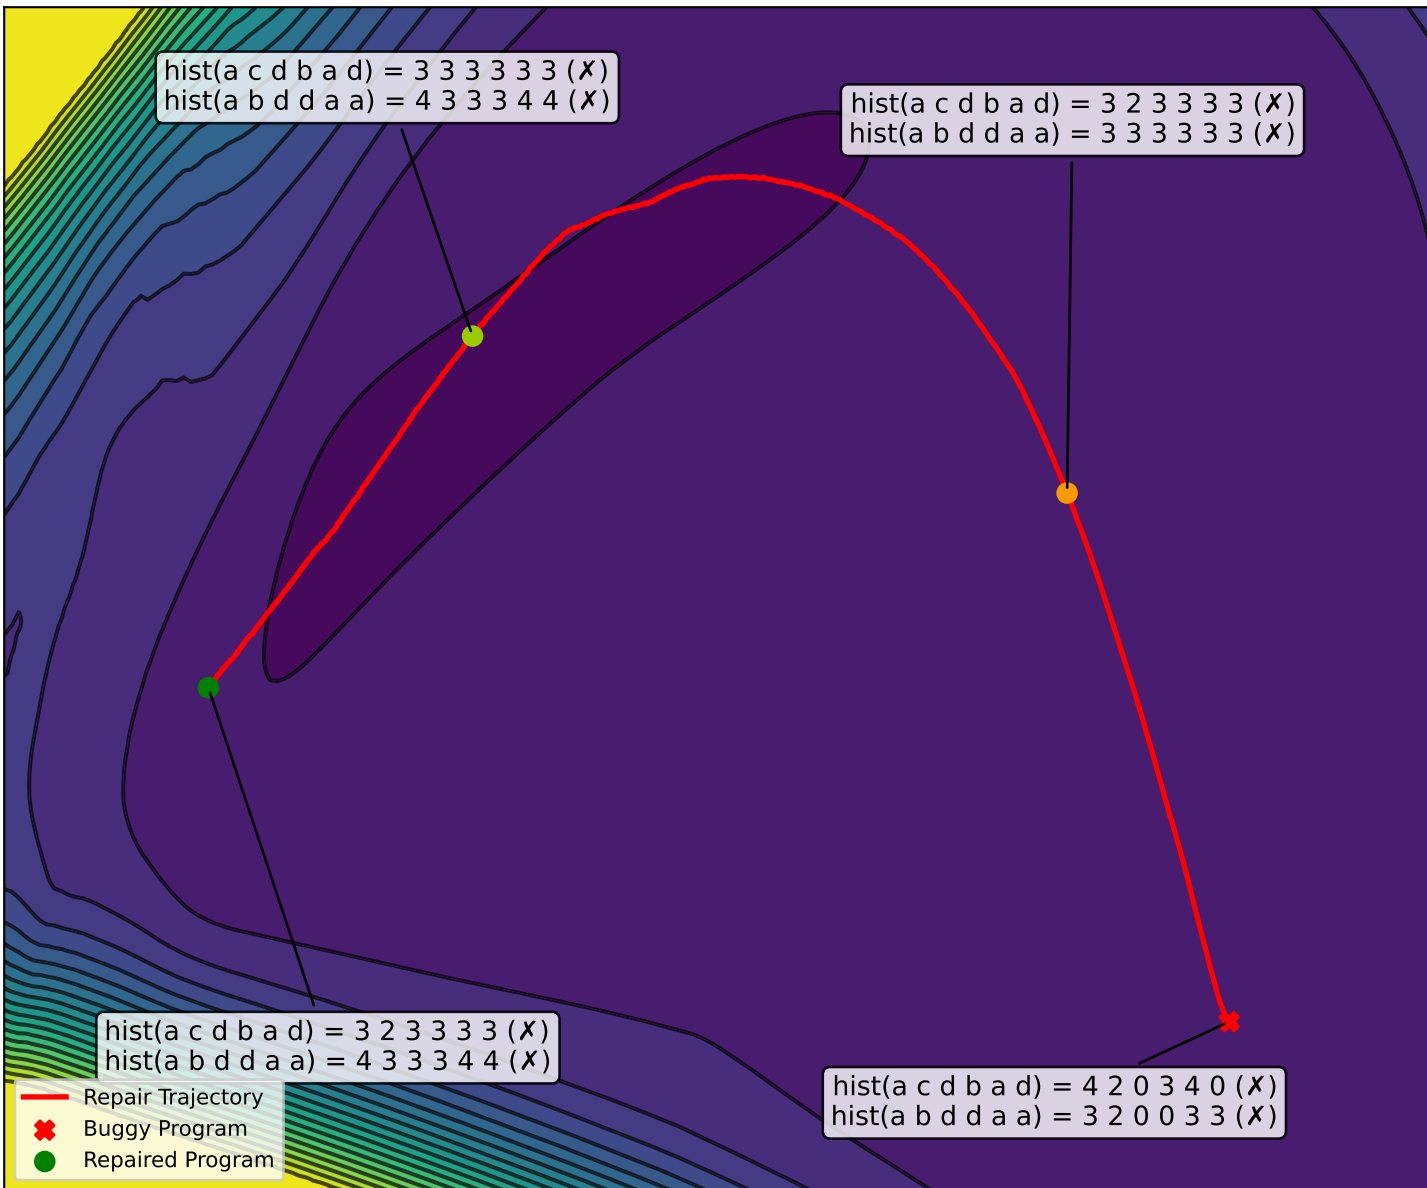 hist(a c d b a d) = 3 3 3 3 3 3 (✗)
hist(a b d d a a) = 4 3 3 3 4 4 (✗)
hist(a c d b a d) = 3 2 3 3 3 3 (✗)
hist(a b d d a a) = 3 3 3 3 3 3 (✗)
hist(a c d b a d) = 3 2 3 3 3 3 (✗)
hist(a b d d a a) = 4 3 3 3 4 4 (✗)
hist(a c d b a d) = 4 2 0 3 4 0 (✗)
hist(a b d d a a) = 3 2 0 0 3 3 (✗)
Repair Trajectory
Buggy Program
Repaired Program